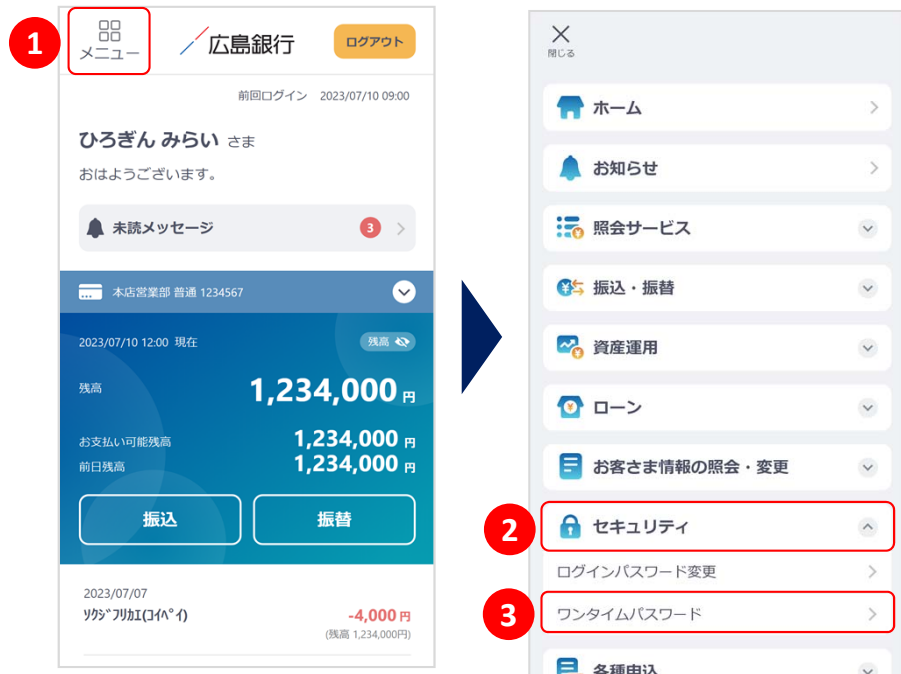 1
メニュー
広島銀行
ログアウト
前回ログイン 2023/07/10 09:00
ひろぎん みらい さま
おはようございます。
未読メッセージ
3
本店営業部 普通 1234567
2023/07/10 12:00 現在
残高
残高 1,234,000 円
お支払い可能残高 1,234,000 円
前日残高 1,234,000 円
振込
振替
2023/07/07
ｿｸｼﾞﾌﾘｶｴ(ｺｲﾍﾟｲ) -4,000 円
(残高 1,234,000円)
閉じる
ホーム
お知らせ
照会サービス
振込・振替
資産運用
ローン
お客さま情報の照会・変更
2
セキュリティ
ログインパスワード変更
3
ワンタイムパスワード
各種申込